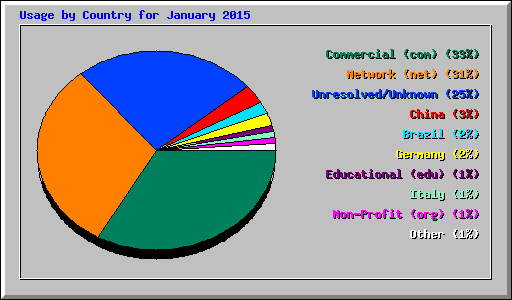 Usage by Country for January 2015
Commercial (com) (33%)
Network (net) (31%)
Unresolved/Unknown (25%)
China (3%)
Brazil (2%)
Germany (2%)
Educational (edu) (1%)
Italy (1%)
Non-Profit (org) (1%)
Other (1%)